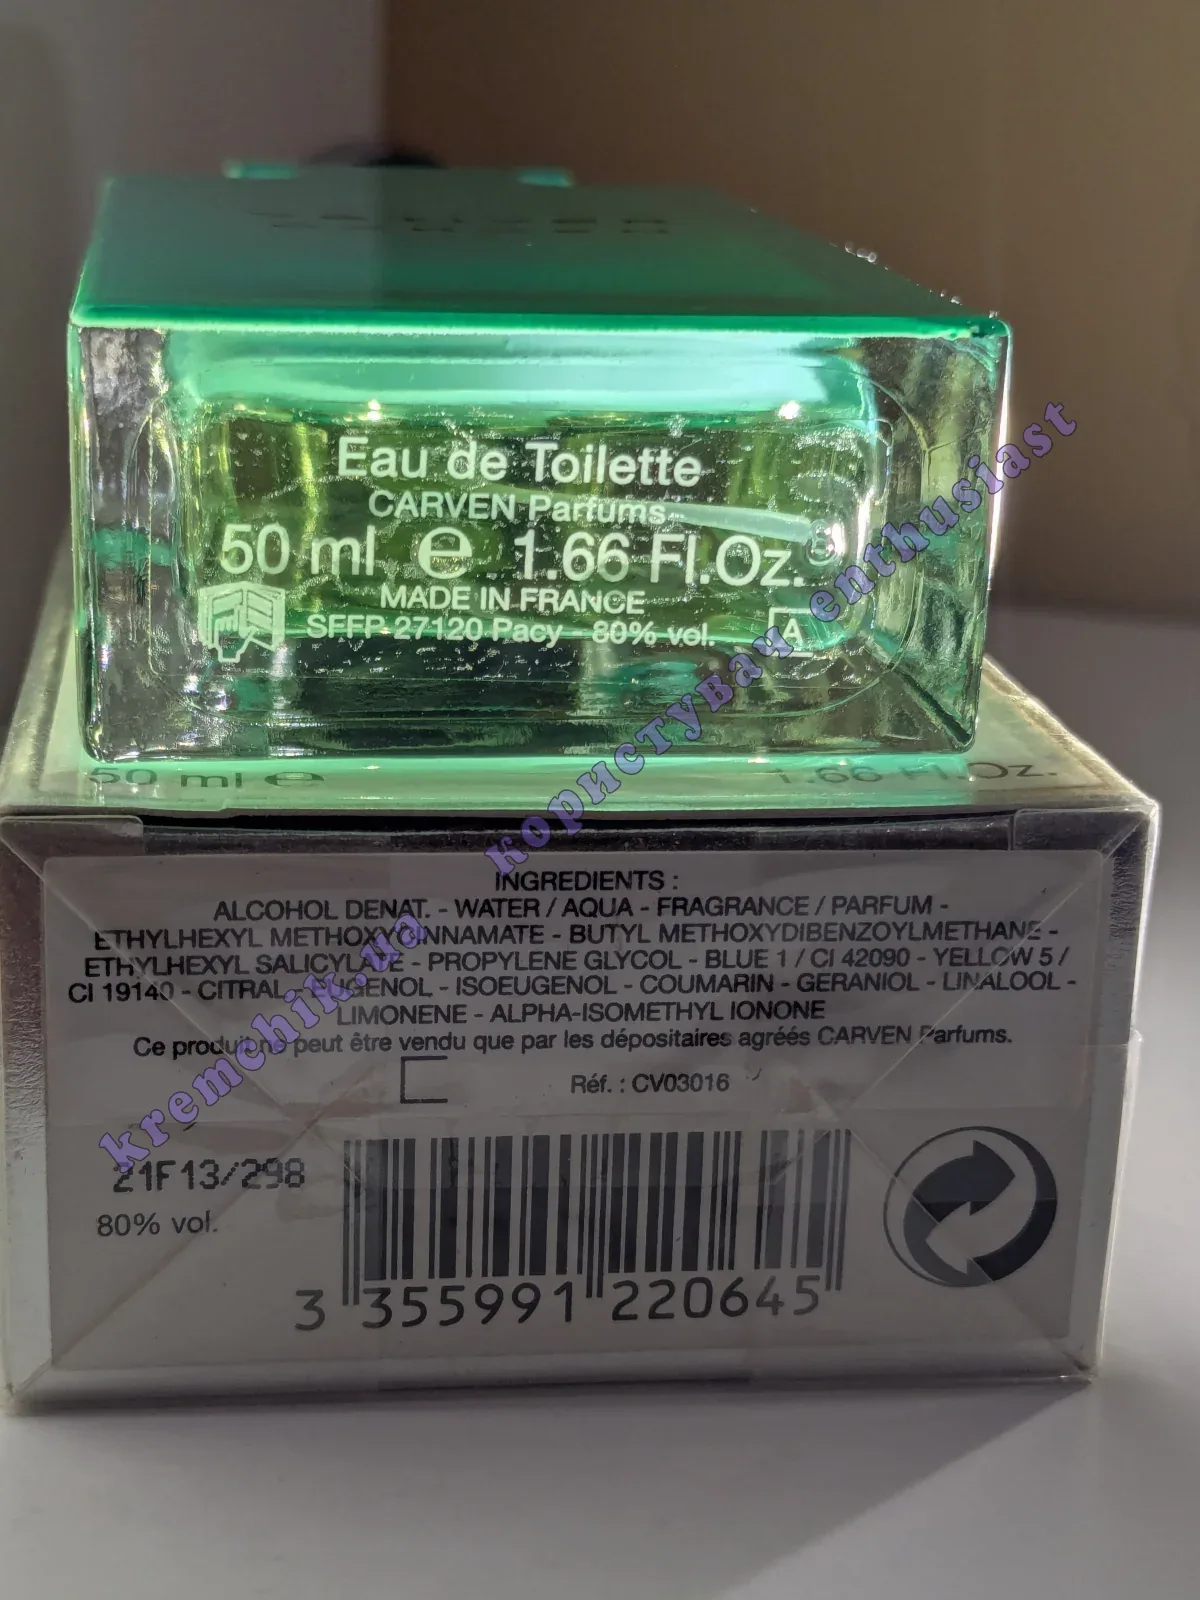 Eau de Toilette
CARVEN Parfums
50 ml e 1.66 Fl.Oz.
MADE IN FRANCE
SFFP 27120 Pacy - 80% vol.
A
50 ml e 1.66 Fl.Oz.
INGREDIENTS :
ALCOHOL DENAT. - WATER / AQUA - FRAGRANCE / PARFUM -
ETHYLHEXYL METHOXYCINNAMATE - BUTYL METHOXYDIBENZOYLMETHANE -
ETHYLHEXYL SALICYLATE - PROPYLENE GLYCOL - BLUE 1 / CI 42090 - YELLOW 5 /
CI 19140 - CITRAL - EUGENOL - ISOEUGENOL - COUMARIN - GERANIOL - LINALOOL -
LIMONENE - ALPHA-ISOMETHYL IONONE
Ce produit ne peut être vendu que par les dépositaires agréés CARVEN Parfums.
Réf. : CV03016
21F13/298
80% vol.
3 355991 220645
kremchik.ua користувач enthusiast